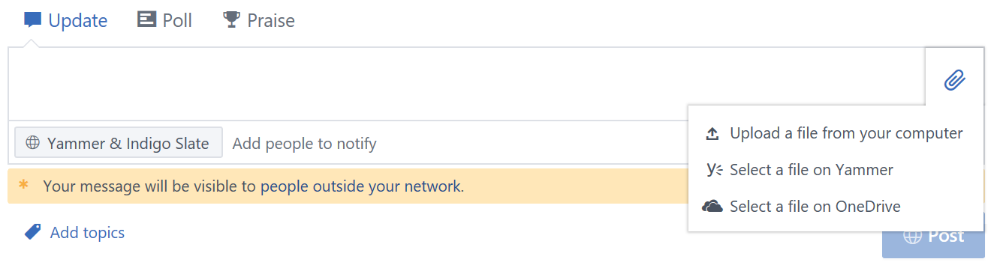 Update Poll Praise
Yammer & Indigo Slate Add people to notify
Upload a file from your computer
Select a file on Yammer
Your message will be visible to people outside your network.
Select a file on OneDrive
Add topics
Post